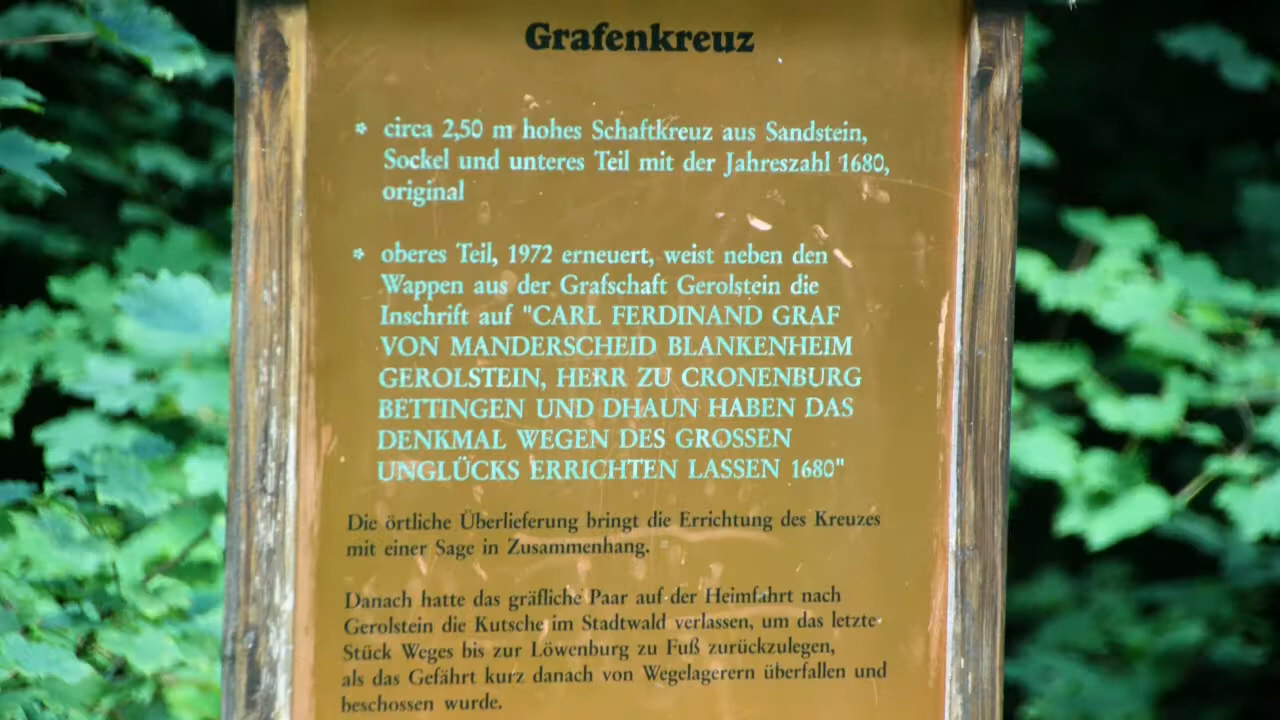 Grafenkreuz
* circa 2,50 m hohes Schaftkreuz aus Sandstein,
Sockel und unteres Teil mit der Jahreszahl 1680,
original
* oberes Teil, 1972 erneuert, weist neben den
Wappen aus der Grafschaft Gerolstein die
Inschrift auf "CARL FERDINAND GRAF
VON MANDERSCHEID BLANKENHEIM
GEROLSTEIN, HERR ZU CRONENBURG
BETTINGEN UND DHAUN HABEN DAS
DENKMAL WEGEN DES GROSSEN
UNGLÜCKS ERRICHTEN LASSEN 1680"
Die örtliche Überlieferung bringt die Errichtung des Kreuzes
mit einer Sage in Zusammenhang.
Danach hatte das gräfliche Paar auf der Heimfahrt nach
Gerolstein die Kutsche im Stadtwald verlassen, um das letzte
Stück Weges bis zur Löwenburg zu Fuß zurückzulegen,
als das Gefährt kurz danach von Wegelagerern überfallen und
beschossen wurde.